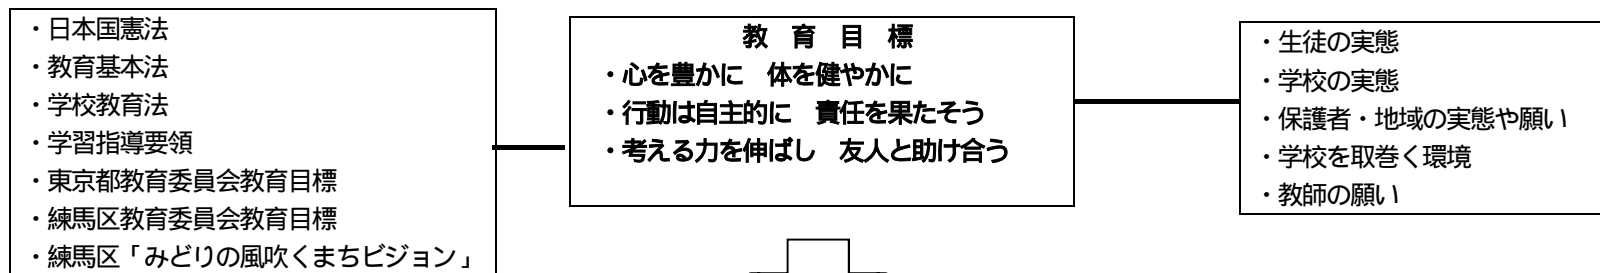 ・日本国憲法
・教育基本法
・学校教育法
・学習指導要領
・東京都教育委員会教育目標
・練馬区教育委員会教育目標
・練馬区「みどりの風吹くまちビジョン」
教　育　目　標
・心を豊かに　体を健やかに
・行動は自主的に　責任を果たそう
・考える力を伸ばし　友人と助け合う
・生徒の実態
・学校の実態
・保護者・地域の実態や願い
・学校を取巻く環境
・教師の願い